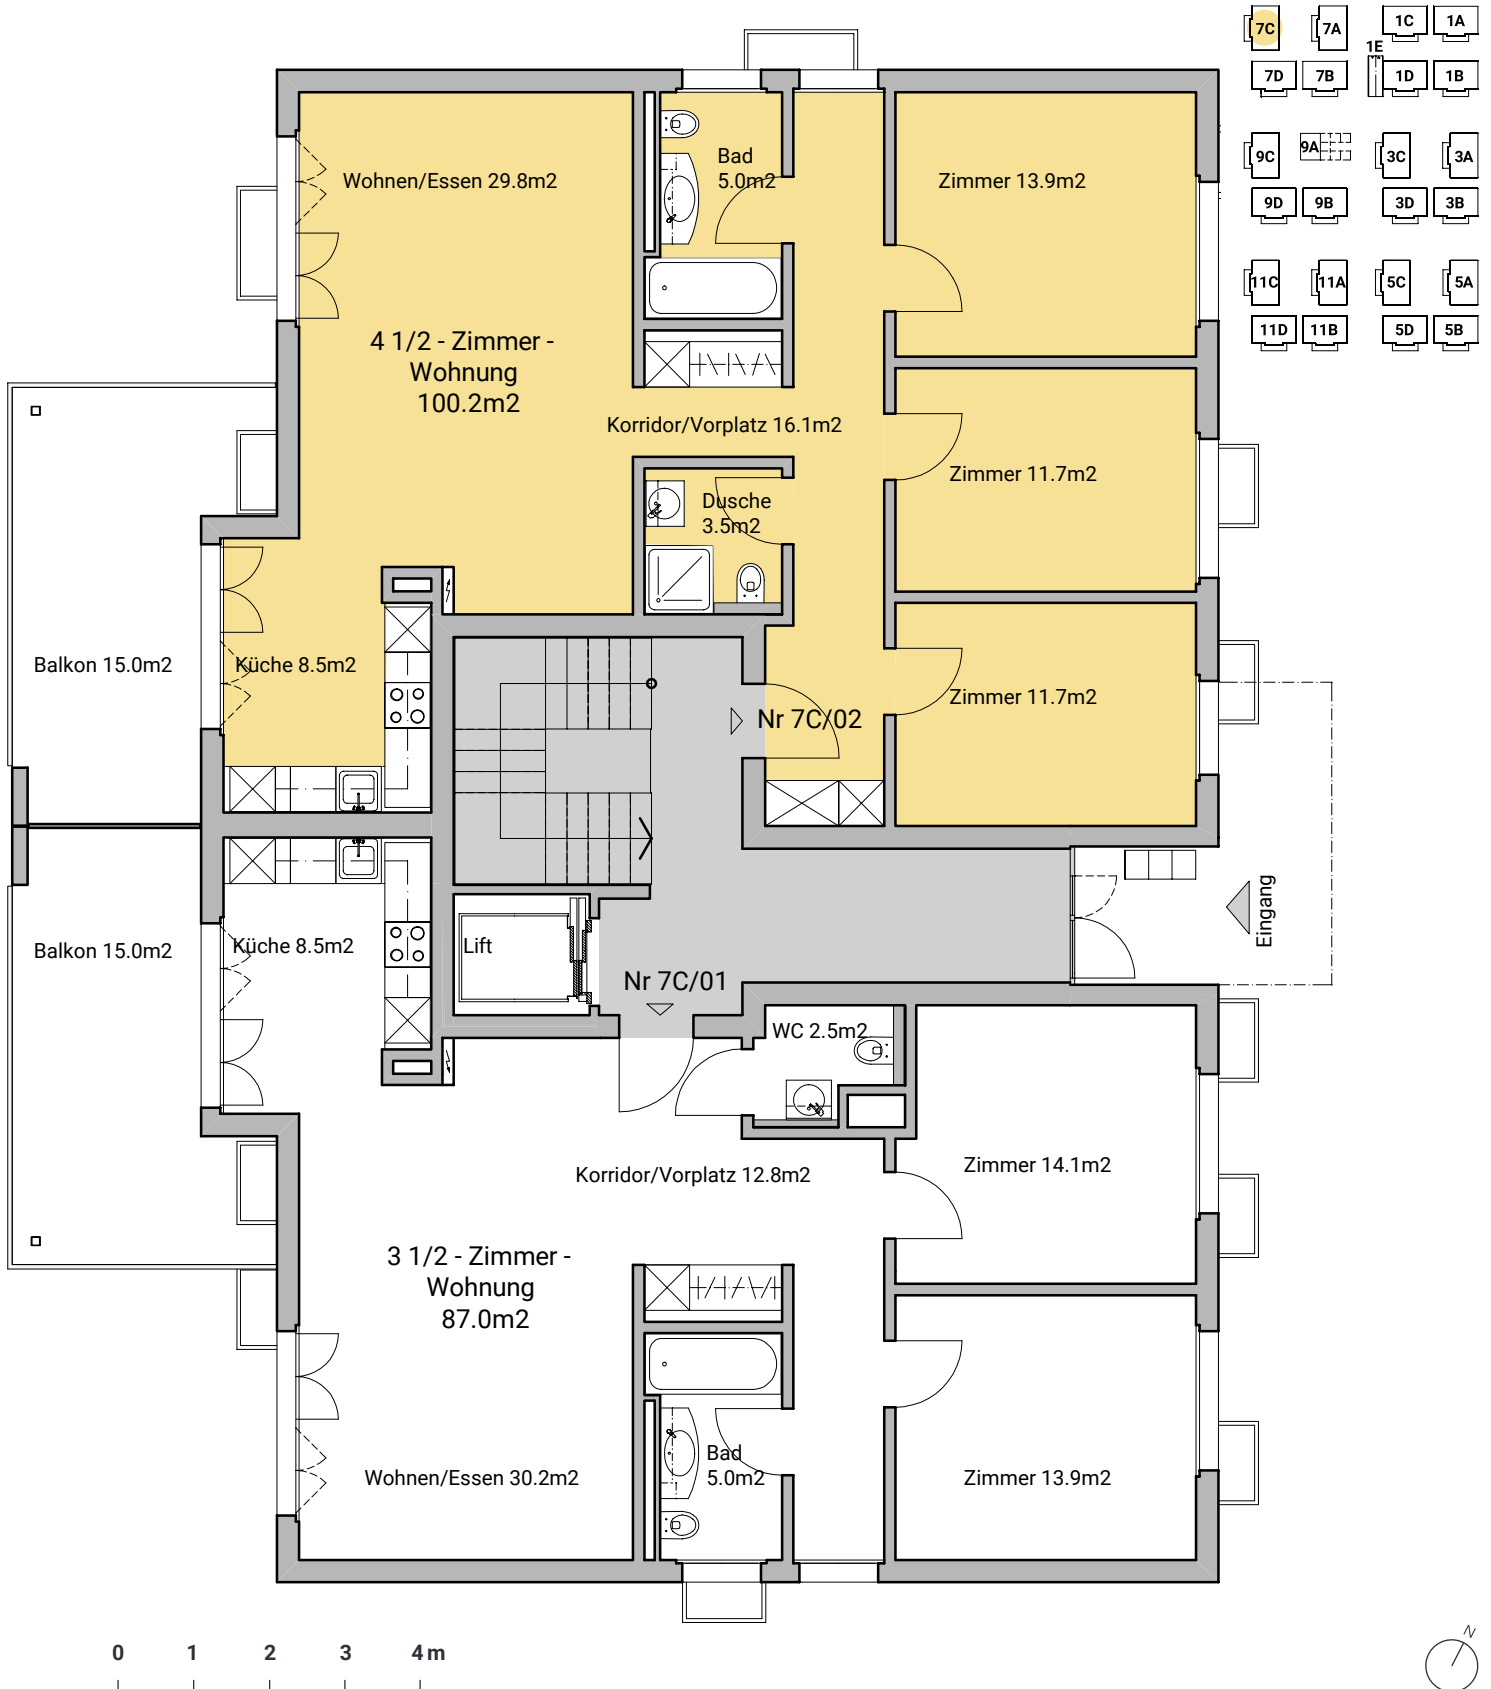 7C 7A 1C 1A
1E
7D 7B 1D 1B
9C 9A 3C 3A
9D 9B 3D 3B
11C 11A 5C 5A
11D 11B 5D 5B
Wohnen/Essen 29.8m2
Bad
5.0m2
Zimmer 13.9m2
4 1/2 - Zimmer -
Wohnung
100.2m2
Korridor/Vorplatz 16.1m2
Zimmer 11.7m2
Dusche
3.5m2
Balkon 15.0m2
Küche 8.5m2
Zimmer 11.7m2
Nr 7C/02
Eingang
Balkon 15.0m2
Küche 8.5m2
Lift
Nr 7C/01
WC 2.5m2
Korridor/Vorplatz 12.8m2
Zimmer 14.1m2
3 1/2 - Zimmer -
Wohnung
87.0m2
Bad
5.0m2
Wohnen/Essen 30.2m2
Zimmer 13.9m2
0 1 2 3 4 m
N